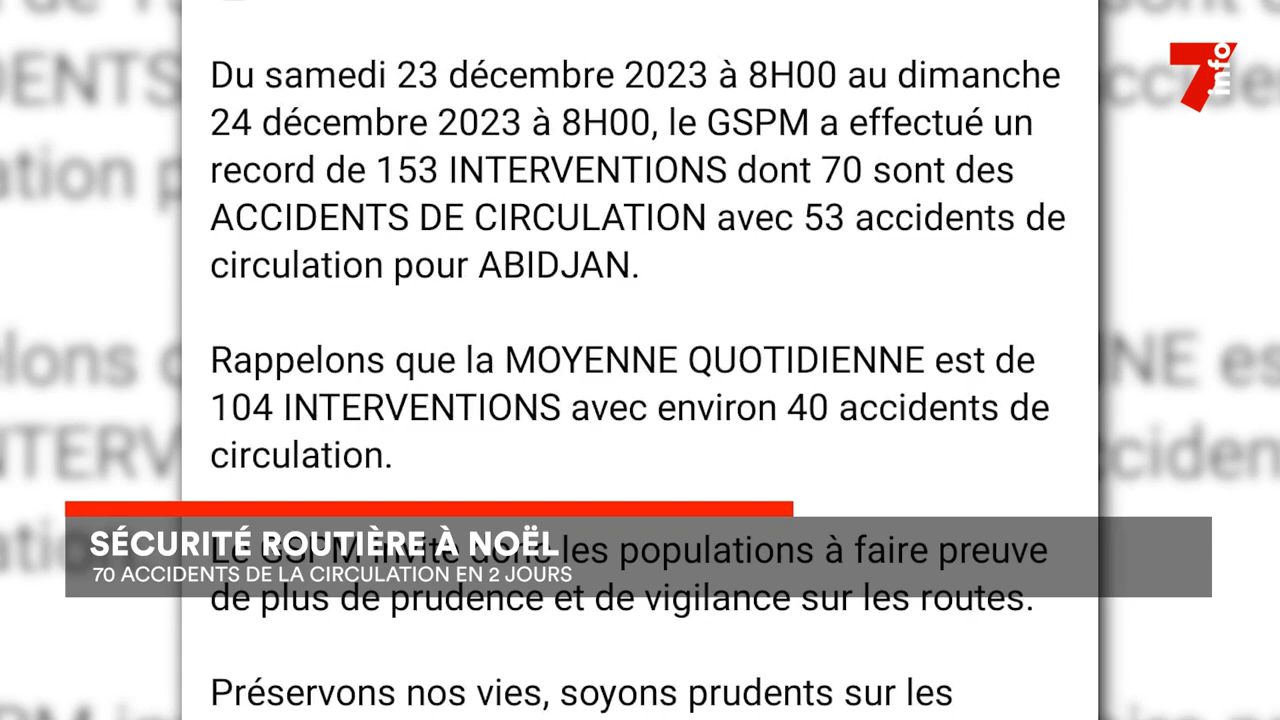 Du samedi 23 décembre 2023 à 8H00 au dimanche
24 décembre 2023 à 8H00, le GSPM a effectué un
record de 153 INTERVENTIONS dont 70 sont des
ACCIDENTS DE CIRCULATION avec 53 accidents de
circulation pour ABIDJAN.
Rappelons que la MOYENNE QUOTIDIENNE est de
104 INTERVENTIONS avec environ 40 accidents de
circulation.
Le GSPM invite donc les populations à faire preuve
de plus de prudence et de vigilance sur les routes.
Préservons nos vies, soyons prudents sur les
SÉCURITÉ ROUTIÈRE À NOËL
70 ACCIDENTS DE LA CIRCULATION EN 2 JOURS
7 info